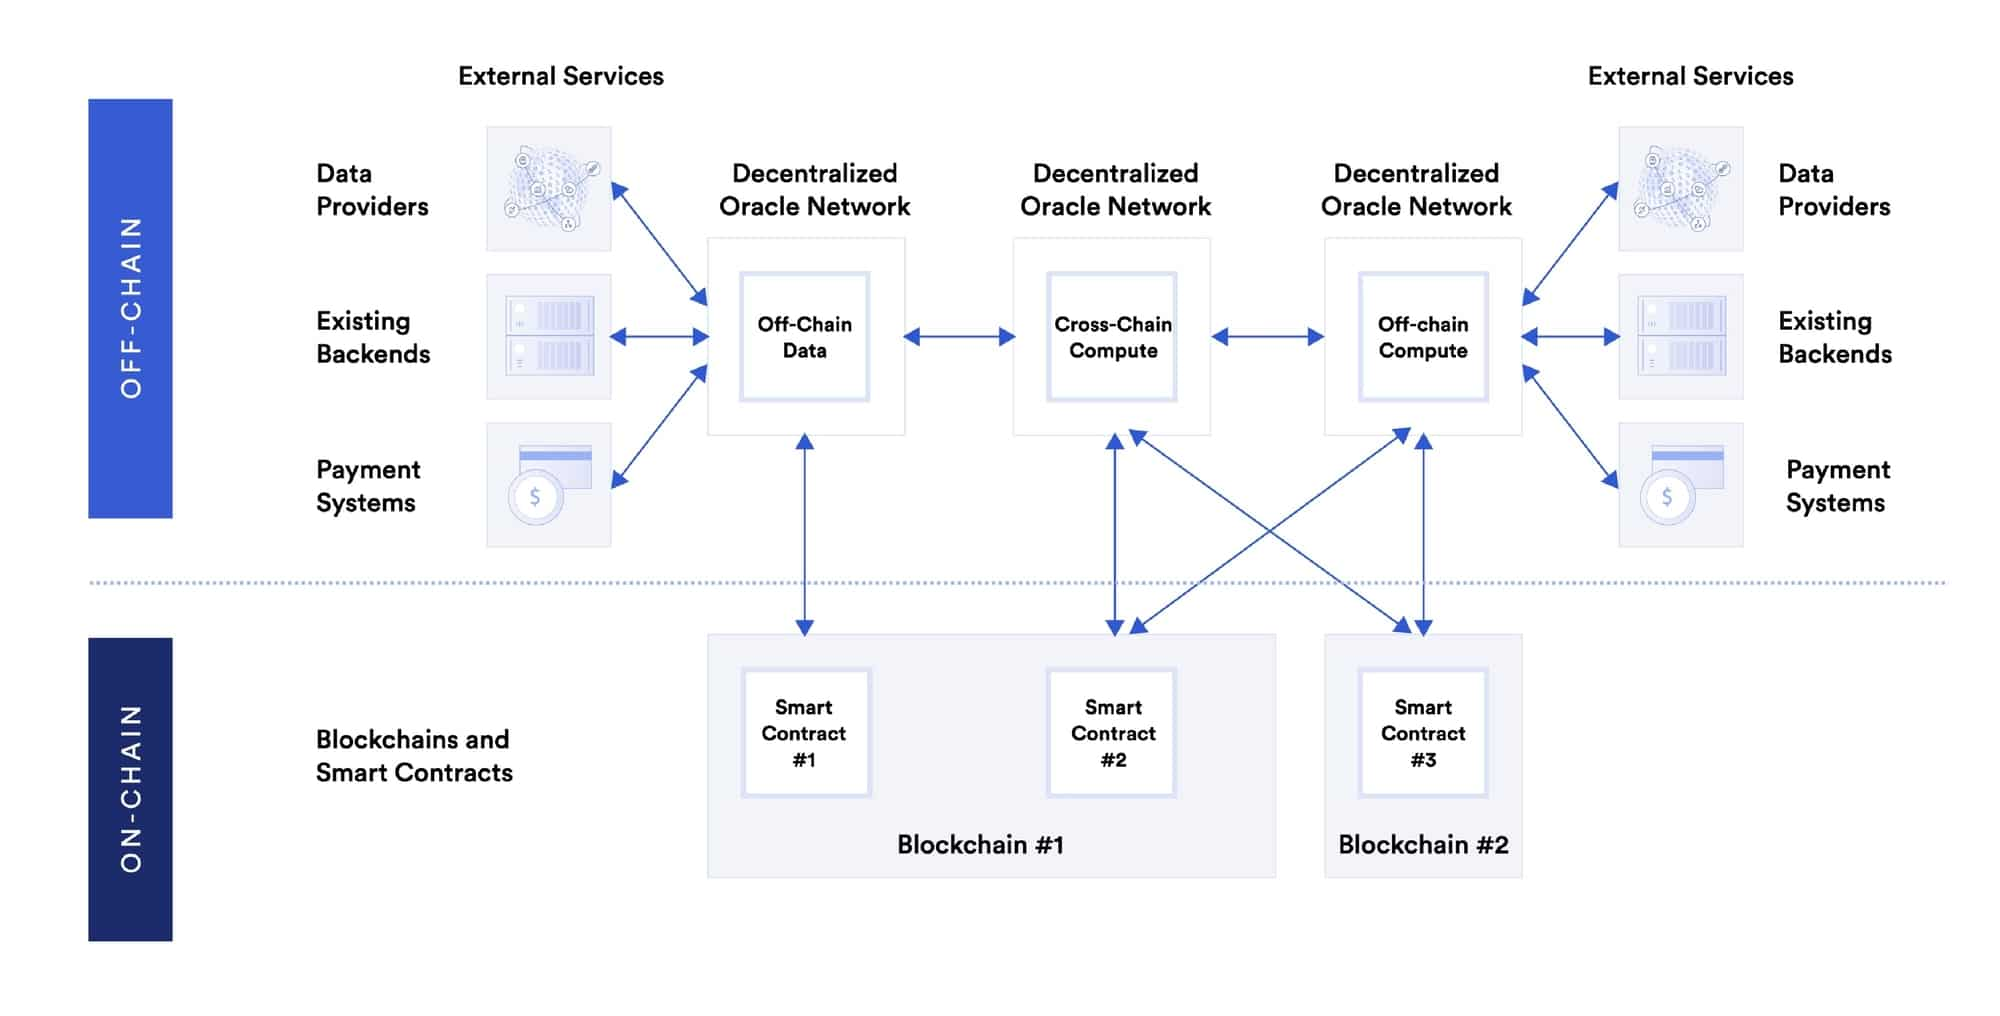 External Services
External Services
OFF-CHAIN
Data
Providers
Existing
Backends
Payment
Systems
Decentralized
Oracle Network
Off-Chain
Data
Decentralized
Oracle Network
Cross-Chain
Compute
Decentralized
Oracle Network
Off-chain
Compute
Data
Providers
Existing
Backends
Payment
Systems
$
$
ON-CHAIN
Blockchains and
Smart Contracts
Smart
Contract
#1
Smart
Contract
#2
Blockchain #1
Smart
Contract
#3
Blockchain #2